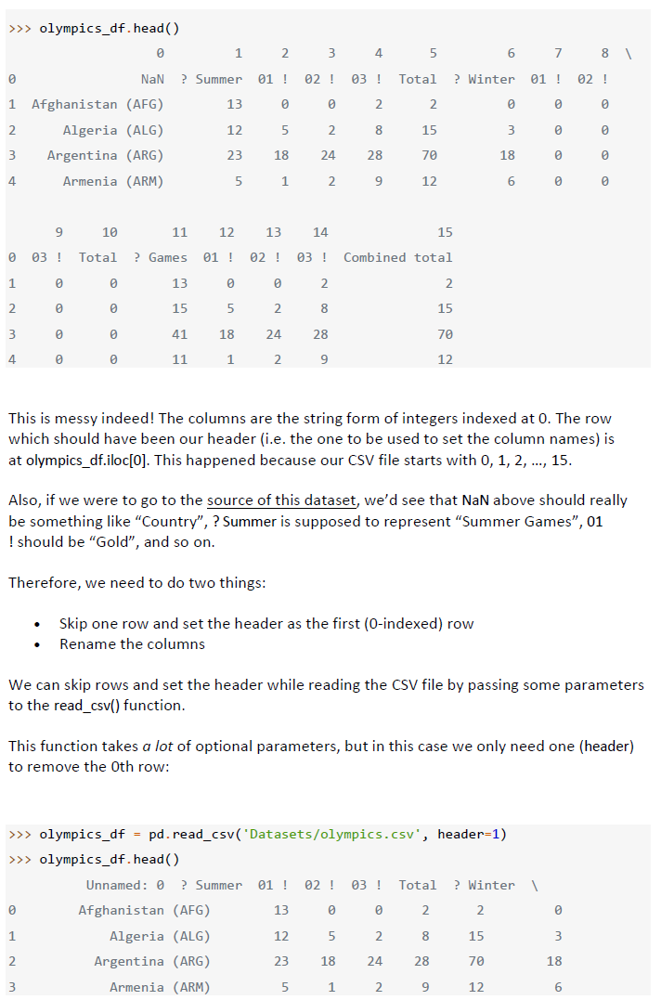 >>> olympics_df.head()
0 1 2 3 4 5 6 7 8 \
0 NaN ? Summer 01 ! 02 ! 03 ! Total ? Winter 01 ! 02 !
1 Afghanistan (AFG) 13 0 0 2 2 0 0 0
2 Algeria (ALG) 12 5 2 8 15 3 0 0
3 Argentina (ARG) 23 18 24 28 70 18 0 0
4 Armenia (ARM) 5 1 2 9 12 6 0 0
9 10 11 12 13 14 15
0 03 ! Total ? Games 01 ! 02 ! 03 ! Combined total
1 0 0 13 0 0 2 2
2 0 0 15 5 2 8 15
3 0 0 41 18 24 28 70
4 0 0 11 1 2 9 12
This is messy indeed! The columns are the string form of integers indexed at 0. The row
which should have been our header (i.e. the one to be used to set the column names) is
at olympics_df.iloc[0]. This happened because our CSV file starts with 0, 1, 2, …, 15.
Also, if we were to go to the source of this dataset, we’d see that NaN above should really
be something like “Country”, ? Summer is supposed to represent “Summer Games”, 01
! should be “Gold”, and so on.
Therefore, we need to do two things:
• Skip one row and set the header as the first (0-indexed) row
• Rename the columns
We can skip rows and set the header while reading the CSV file by passing some parameters
to the read_csv() function.
This function takes a lot of optional parameters, but in this case we only need one (header)
to remove the 0th row:
>>> olympics_df = pd.read_csv('Datasets/olympics.csv', header=1)
>>> olympics_df.head()
Unnamed: 0 ? Summer 01 ! 02 ! 03 ! Total ? Winter \
0 Afghanistan (AFG) 13 0 0 2 2 0
1 Algeria (ALG) 12 5 2 8 15 3
2 Argentina (ARG) 23 18 24 28 70 18
3 Armenia (ARM) 5 1 2 9 12 6